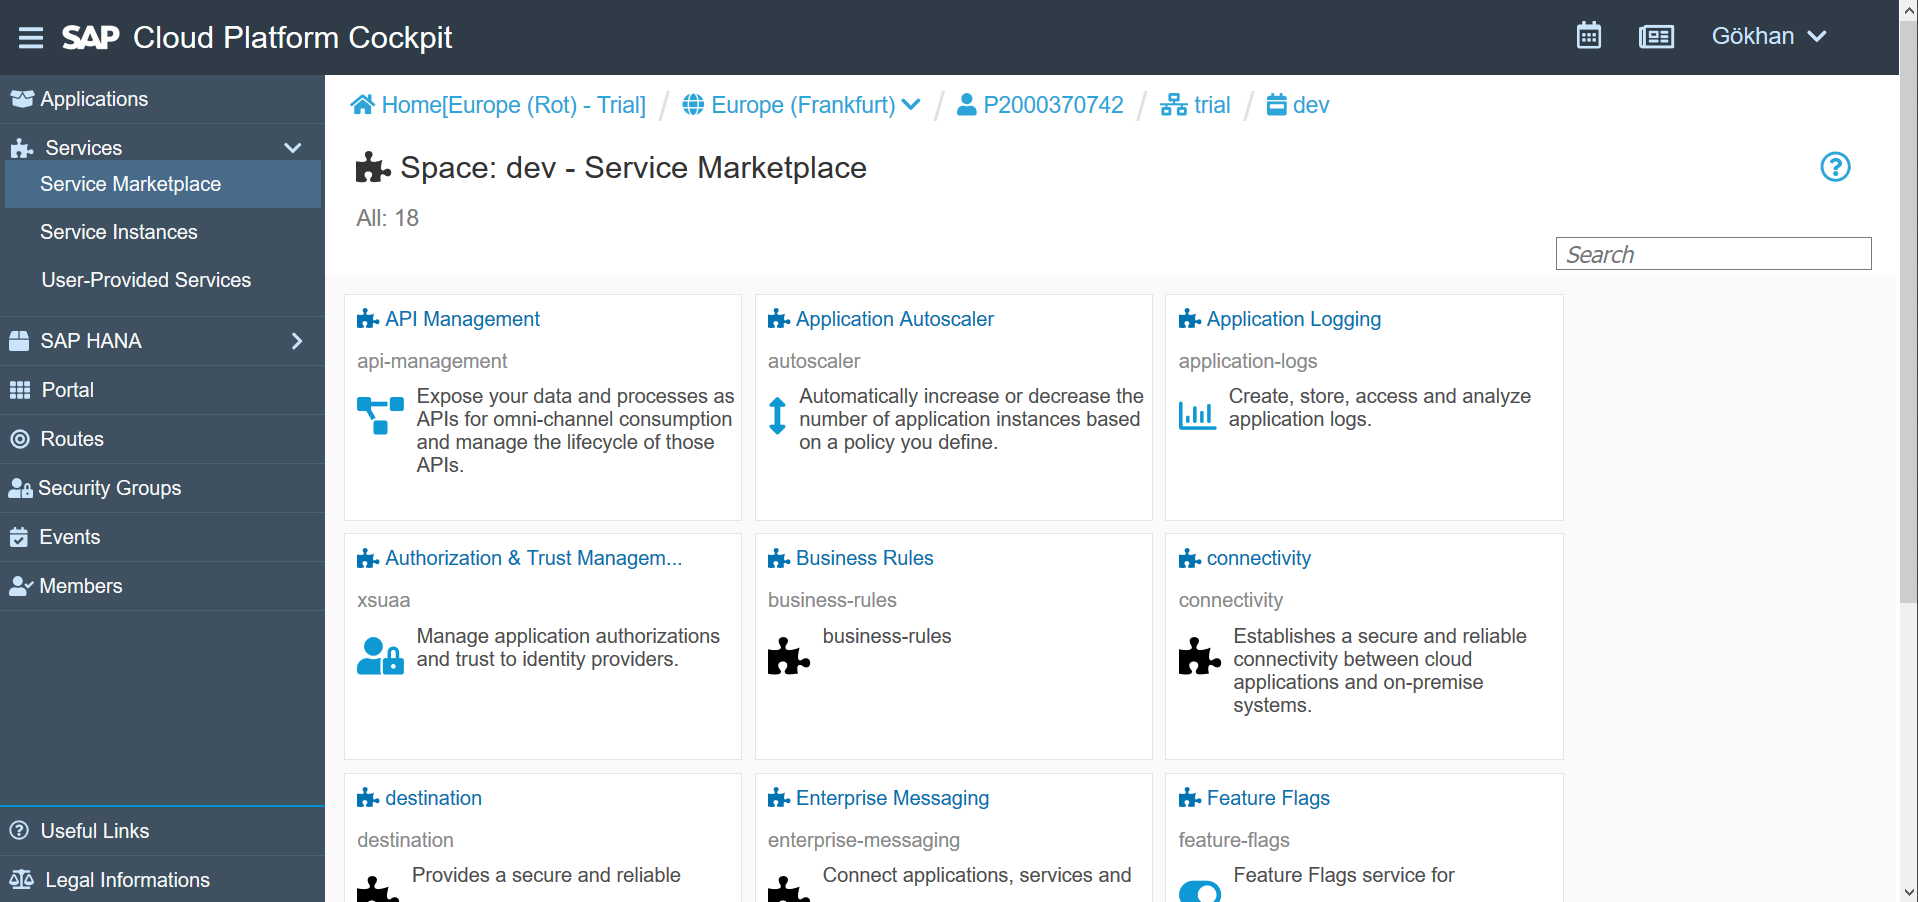 SAP Cloud Platform Cockpit
Gökhan
Applications
Services
Service Marketplace
Service Instances
User-Provided Services
SAP HANA
Portal
Routes
Security Groups
Events
Members
Useful Links
Legal Informations
Home[Europe (Rot) - Trial] / Europe (Frankfurt) / P2000370742 / trial / dev
Space: dev - Service Marketplace
All: 18
Search
API Management
api-management
Expose your data and processes as
APIs for omni-channel consumption
and manage the lifecycle of those
APIs.
Application Autoscaler
autoscaler
Automatically increase or decrease the
number of application instances based
on a policy you define.
Application Logging
application-logs
Create, store, access and analyze
application logs.
Authorization & Trust Managem...
xsuaa
Manage application authorizations
and trust to identity providers.
Business Rules
business-rules
business-rules
connectivity
connectivity
Establishes a secure and reliable
connectivity between cloud
applications and on-premise
systems.
destination
destination
Provides a secure and reliable
Enterprise Messaging
enterprise-messaging
Connect applications, services and
Feature Flags
feature-flags
Feature Flags service for